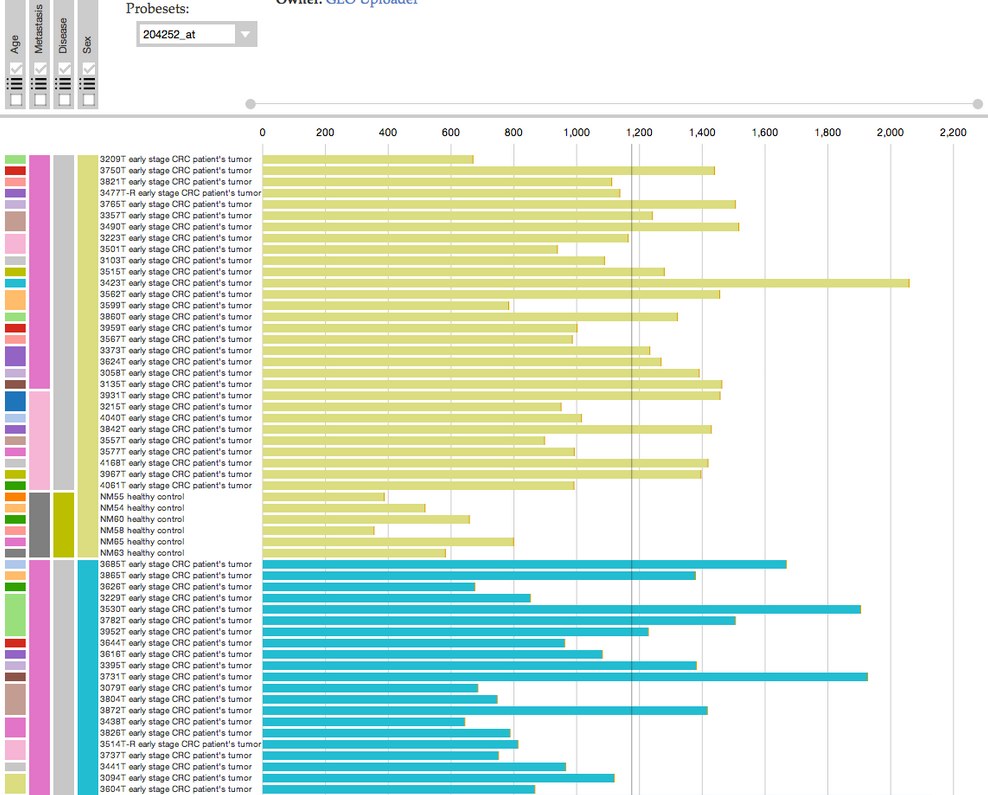 Owner: GEO Uploader
Probesets:
Age
Metastasis
Disease
Sex
204252_at
0 200 400 600 800 1,000 1,200 1,400 1,600 1,800 2,000 2,200
3209T early stage CRC patient's tumor
3750T early stage CRC patient's tumor
3821T early stage CRC patient's tumor
3477T-R early stage CRC patient's tumor
3765T early stage CRC patient's tumor
3357T early stage CRC patient's tumor
3490T early stage CRC patient's tumor
3223T early stage CRC patient's tumor
3501T early stage CRC patient's tumor
3103T early stage CRC patient's tumor
3515T early stage CRC patient's tumor
3423T early stage CRC patient's tumor
3562T early stage CRC patient's tumor
3599T early stage CRC patient's tumor
3860T early stage CRC patient's tumor
3959T early stage CRC patient's tumor
3567T early stage CRC patient's tumor
3373T early stage CRC patient's tumor
3624T early stage CRC patient's tumor
3058T early stage CRC patient's tumor
3135T early stage CRC patient's tumor
3931T early stage CRC patient's tumor
3215T early stage CRC patient's tumor
4040T early stage CRC patient's tumor
3842T early stage CRC patient's tumor
3557T early stage CRC patient's tumor
3577T early stage CRC patient's tumor
4168T early stage CRC patient's tumor
3967T early stage CRC patient's tumor
4061T early stage CRC patient's tumor
NM55 healthy control
NM54 healthy control
NM60 healthy control
NM58 healthy control
NM65 healthy control
NM63 healthy control
3685T early stage CRC patient's tumor
3865T early stage CRC patient's tumor
3626T early stage CRC patient's tumor
3229T early stage CRC patient's tumor
3530T early stage CRC patient's tumor
3782T early stage CRC patient's tumor
3952T early stage CRC patient's tumor
3644T early stage CRC patient's tumor
3616T early stage CRC patient's tumor
3395T early stage CRC patient's tumor
3731T early stage CRC patient's tumor
3079T early stage CRC patient's tumor
3804T early stage CRC patient's tumor
3872T early stage CRC patient's tumor
3438T early stage CRC patient's tumor
3826T early stage CRC patient's tumor
3514T-R early stage CRC patient's tumor
3737T early stage CRC patient's tumor
3441T early stage CRC patient's tumor
3094T early stage CRC patient's tumor
3604T early stage CRC patient's tumor